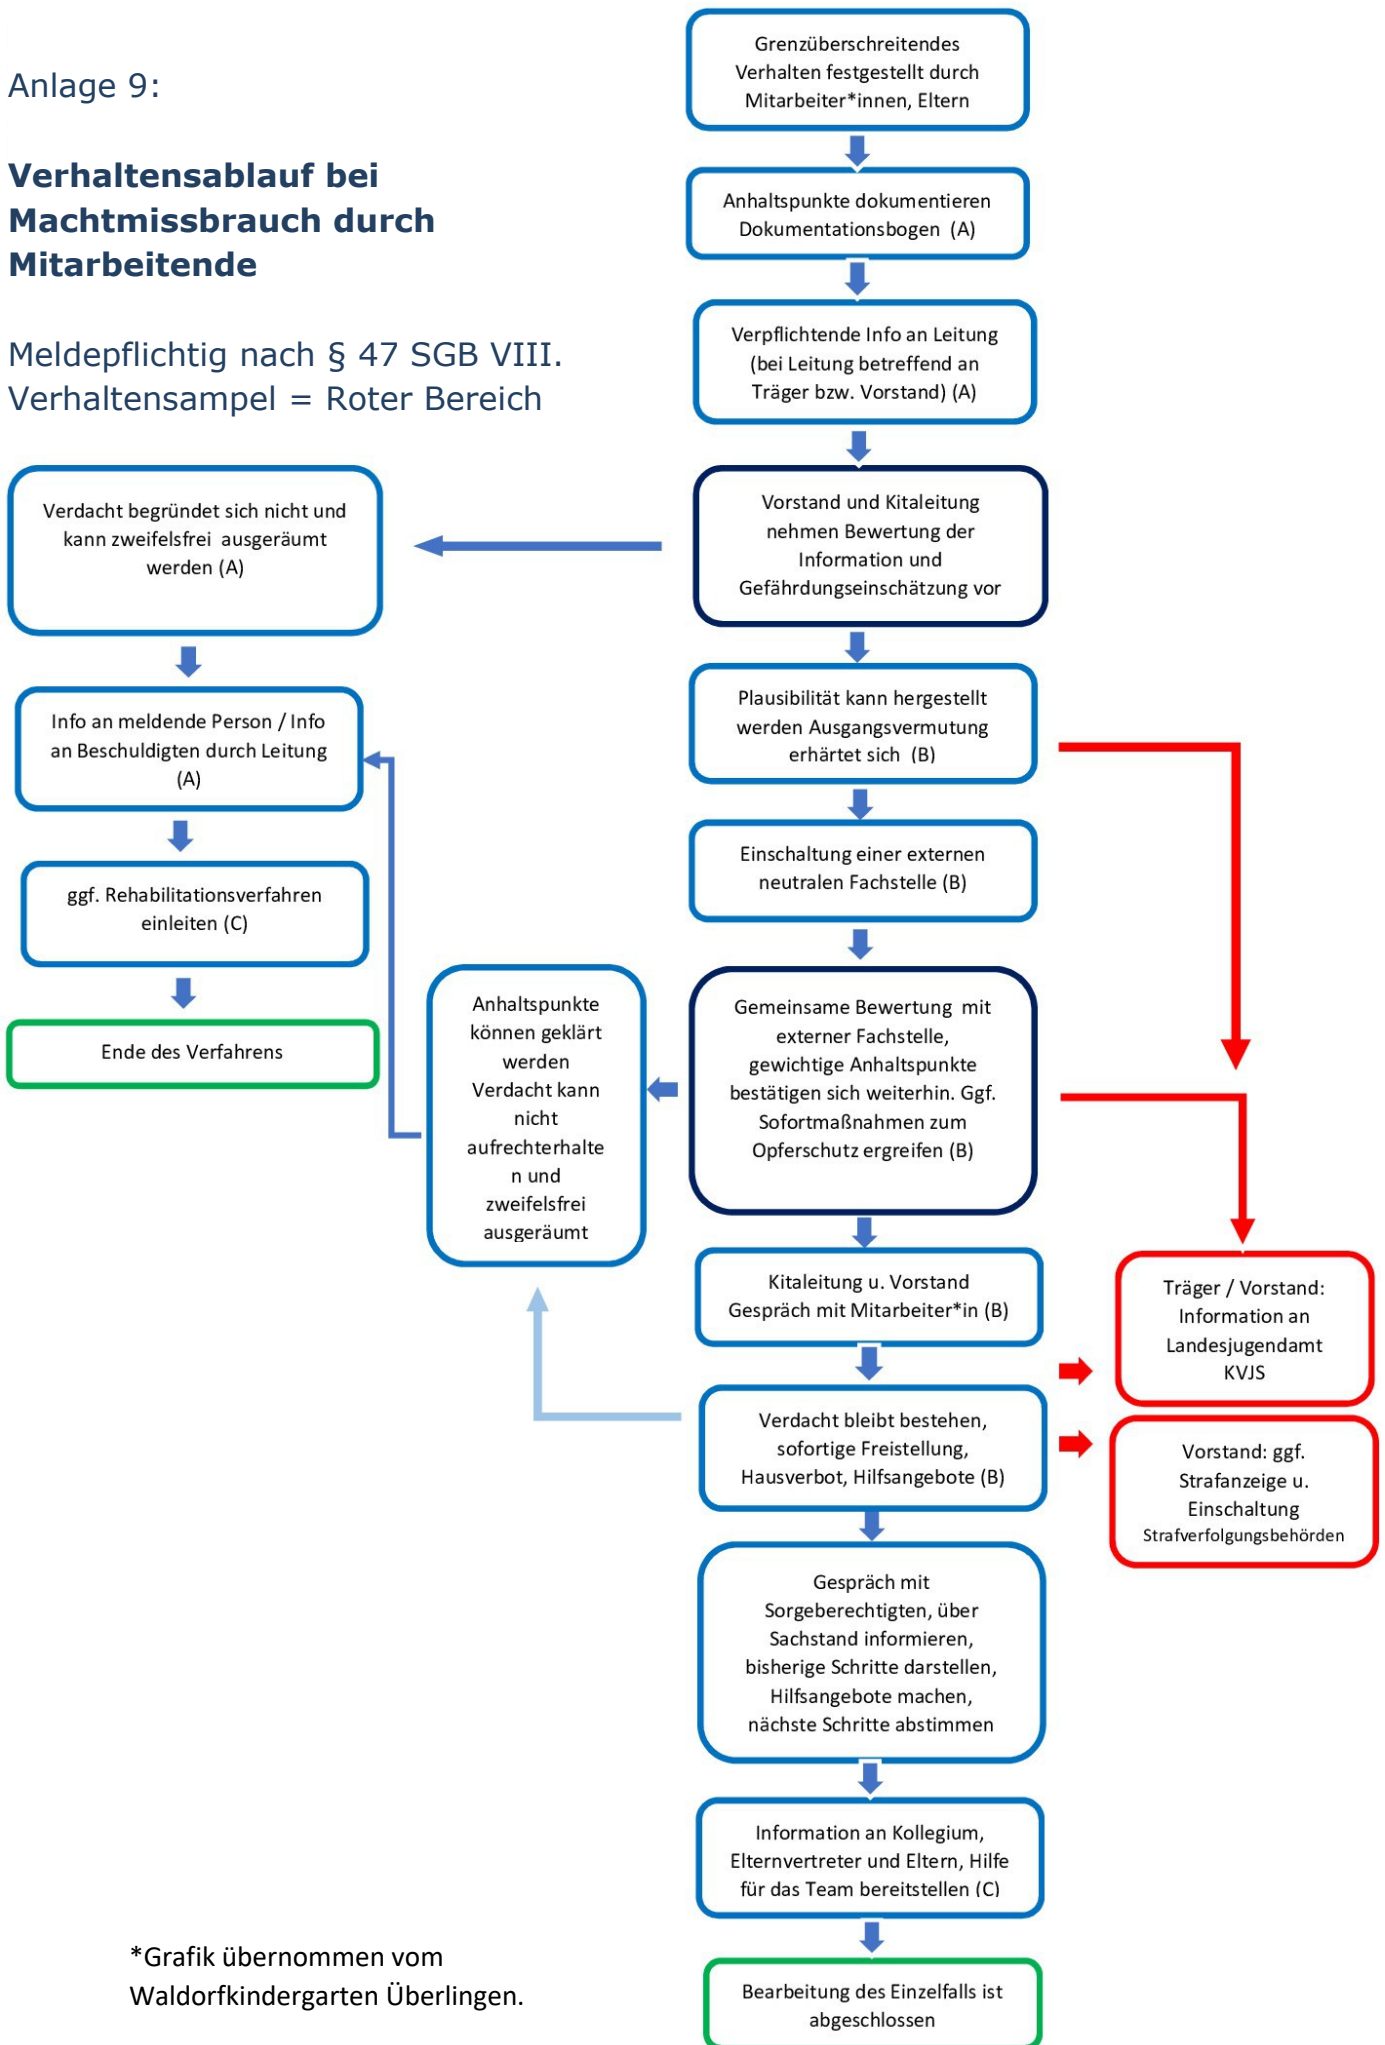 Anlage 9:
Verhaltensablauf bei
Machtmissbrauch durch
Mitarbeitende
Meldepflichtig nach § 47 SGB VIII.
Verhaltensampel = Roter Bereich
Grenzüberschreitendes
Verhalten festgestellt durch
Mitarbeiter*innen, Eltern
Anhaltspunkte dokumentieren
Dokumentationsbogen (A)
Verpflichtende Info an Leitung
(bei Leitung betreffend an
Träger bzw. Vorstand) (A)
Vorstand und Kitaleitung
nehmen Bewertung der
Information und
Gefährdungseinschätzung vor
Verdacht begründet sich nicht und
kann zweifelsfrei ausgeräumt
werden (A)
Info an meldende Person / Info
an Beschuldigten durch Leitung
(A)
ggf. Rehabilitationsverfahren
einleiten (C)
Ende des Verfahrens
Plausibilität kann hergestellt
werden Ausgangsvermutung
erhärtet sich (B)
Einschaltung einer externen
neutralen Fachstelle (B)
Gemeinsame Bewertung mit
externer Fachstelle,
gewichtige Anhaltspunkte
bestätigen sich weiterhin. Ggf.
Sofortmaßnahmen zum
Opferschutz ergreifen (B)
Anhaltspunkte
können geklärt
werden
Verdacht kann
nicht
aufrechterhalte
n und
zweifelsfrei
ausgeräumt
Kitaleitung u. Vorstand
Gespräch mit Mitarbeiter*in (B)
Verdacht bleibt bestehen,
sofortige Freistellung,
Hausverbot, Hilfsangebote (B)
Träger / Vorstand:
Information an
Landesjugendamt
KVJS
Vorstand: ggf.
Strafanzeige u.
Einschaltung
Strafverfolgungsbehörden
Gespräch mit
Sorgeberechtigten, über
Sachstand informieren,
bisherige Schritte darstellen,
Hilfsangebote machen,
nächste Schritte abstimmen
Information an Kollegium,
Elternvertreter und Eltern, Hilfe
für das Team bereitstellen (C)
Bearbeitung des Einzelfalls ist
abgeschlossen
*Grafik übernommen vom
Waldorfkindergarten Überlingen.